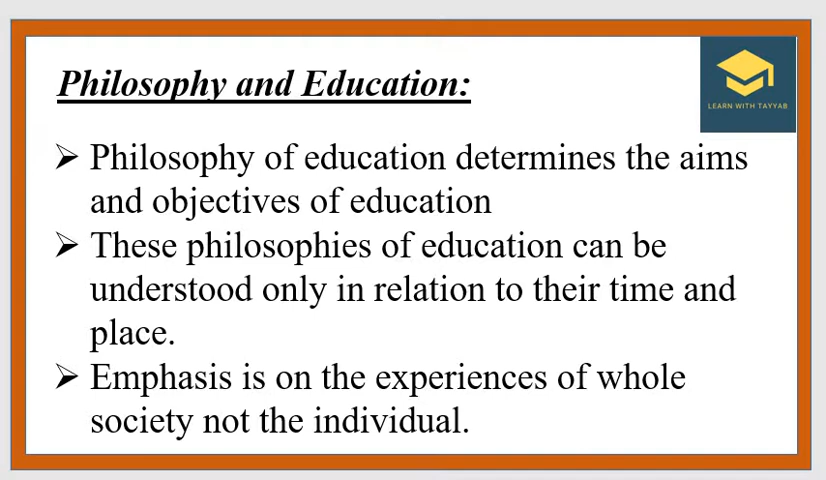 Philosophy and Education:
LEARN WITH TAYYAB
➢ Philosophy of education determines the aims
and objectives of education
➢ These philosophies of education can be
understood only in relation to their time and
place.
➢ Emphasis is on the experiences of whole
society not the individual.